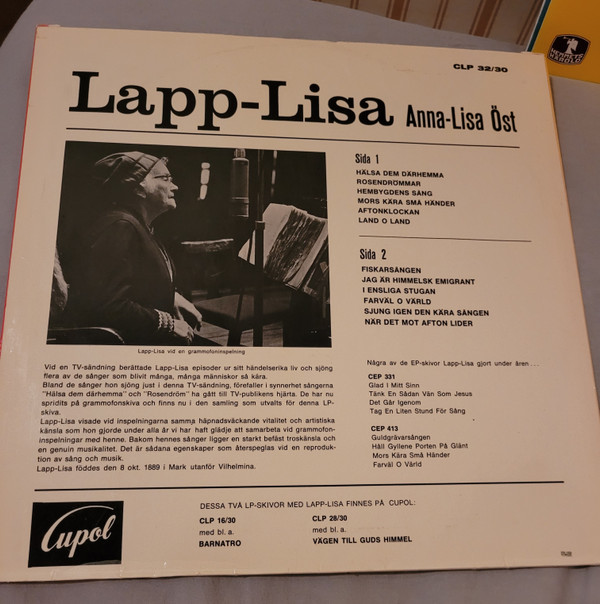 CLP 32/30
Lapp-Lisa Anna-Lisa Öst
Sida 1
HÄLSA DEM DÄRHEMMA
ROSENDRÖMMAR
HEMBYGDENS SÅNG
MORS KÄRA SMÅ HÄNDER
AFTONKLOCKAN
LAND O LAND
Sida 2
FISKARSÅNGEN
JAG ÄR HIMMELSK EMIGRANT
I ENSLIGA STUGAN
FARVÄL O VÄRLD
SJUNG IGEN DEN KÄRA SÅNGEN
NÄR DET MOT AFTON LIDER
Lapp-Lisa vid en grammofoninspelning
Vid en TV-sändning berättade Lapp-Lisa episoder ur sitt händelserika liv och sjöng
flera av de sånger som blivit många, många människor så kära.
Bland de sånger hon sjöng just i denna TV-sändning, förefaller i synnerhet sångerna
"Hälsa dem därhemma" och "Rosendröm" ha gått till TV-publikens hjärta. De har nu
spridits på grammofonskiva och finns nu i den samling som utvalts för denna LP-
skiva.
Lapp-Lisa visade vid inspelningarna samma häpnadsväckande vitalitet och artistiska
känsla som hon gjorde under alla år vi har haft glädje att samarbeta vid grammofon-
inspelningar med henne. Bakom hennes sånger ligger en starkt befäst troskänsla och
en genuin musikalitet. Det är sådana egenskaper som återspeglas vid en reproduk-
tion av sång och musik.
Lapp-Lisa föddes den 8 okt. 1889 i Mark utanför Vilhelmina.
Några av de EP-skivor Lapp-Lisa gjort under åren . . .
CEP 331
Glad I Mitt Sinn
Tänk En Sådan Vän Som Jesus
Det Går Igenom
Tag En Liten Stund För Sång
CEP 413
Guldgrävarsången
Håll Gyllene Porten På Glänt
Mors Kära Små Händer
Farväl O Värld
Cupol
DESSA TVÅ LP-SKIVOR MED LAPP-LISA FINNES PÅ CUPOL:
CLP 16/30
med bl. a.
BARNATRO
CLP 28/30
med bl. a.
VÄGEN TILL GUDS HIMMEL